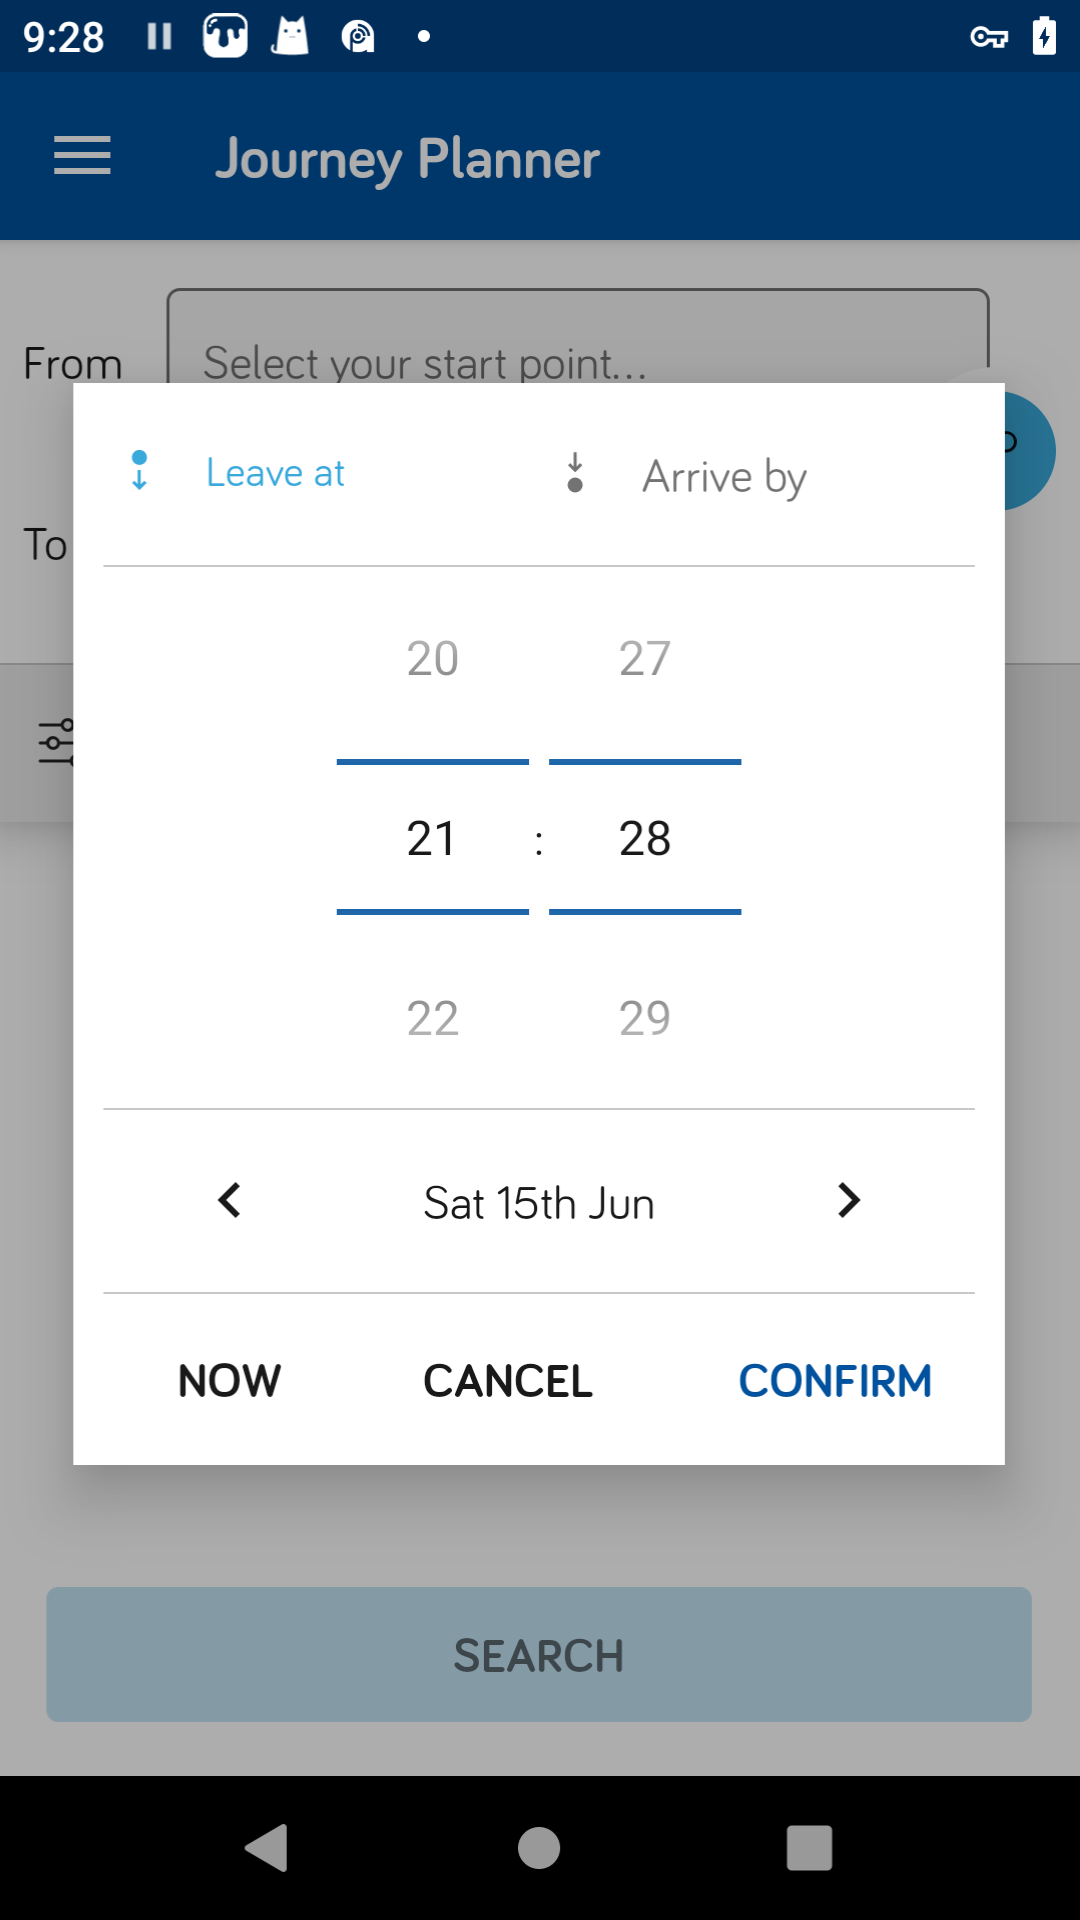 9:28
Journey Planner
From
Select your start point...
Leave at
Arrive by
To
20 27
21 : 28
22 29
Sat 15th Jun
NOW CANCEL CONFIRM
SEARCH